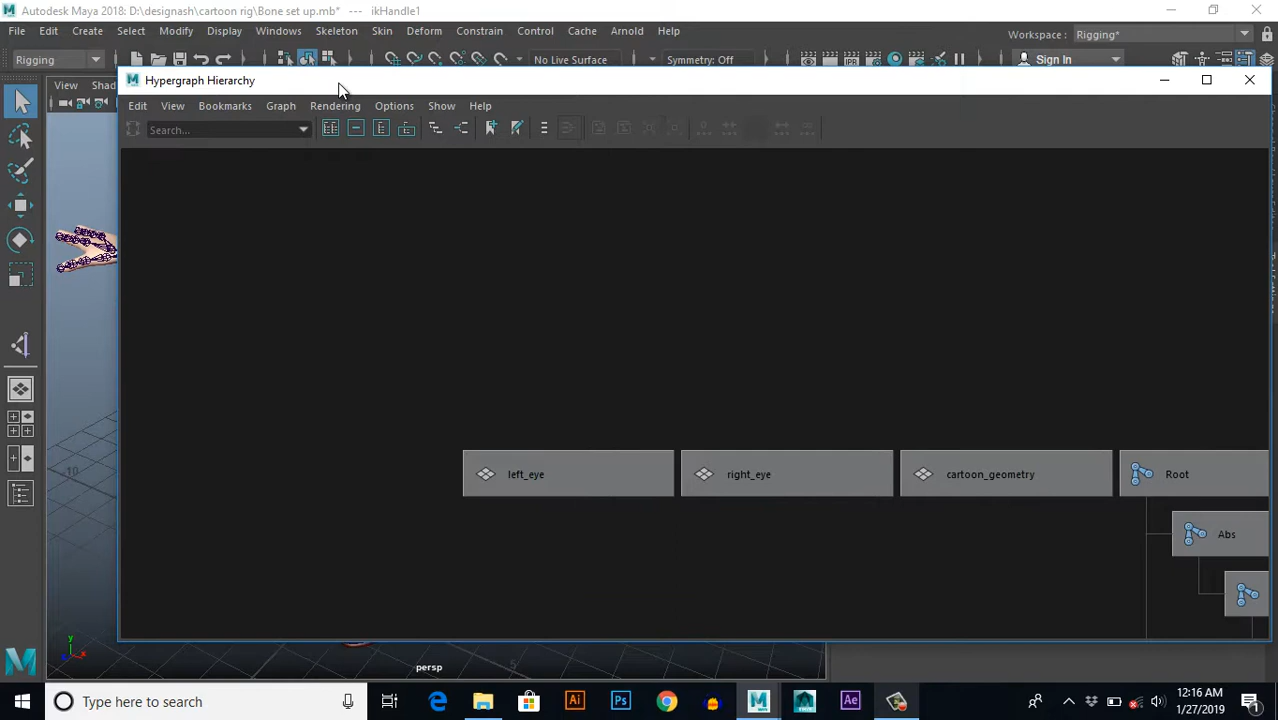 Autodesk Maya 2018: D:\designash\cartoon rig\Bone set up.mb* --- ikHandle1
File Edit Create Select Modify Display Windows Skeleton Skin Deform Constrain Control Cache Arnold Help Workspace : Rigging*
Rigging No Live Surface Symmetry: Off Sign In
View Shad
Hypergraph Hierarchy
Edit View Bookmarks Graph Rendering Options Show Help
Search...
-10
left_eye right_eye cartoon_geometry Root
Abs
y
z x
persp 5
Type here to search
12:16 AM
1/27/2019